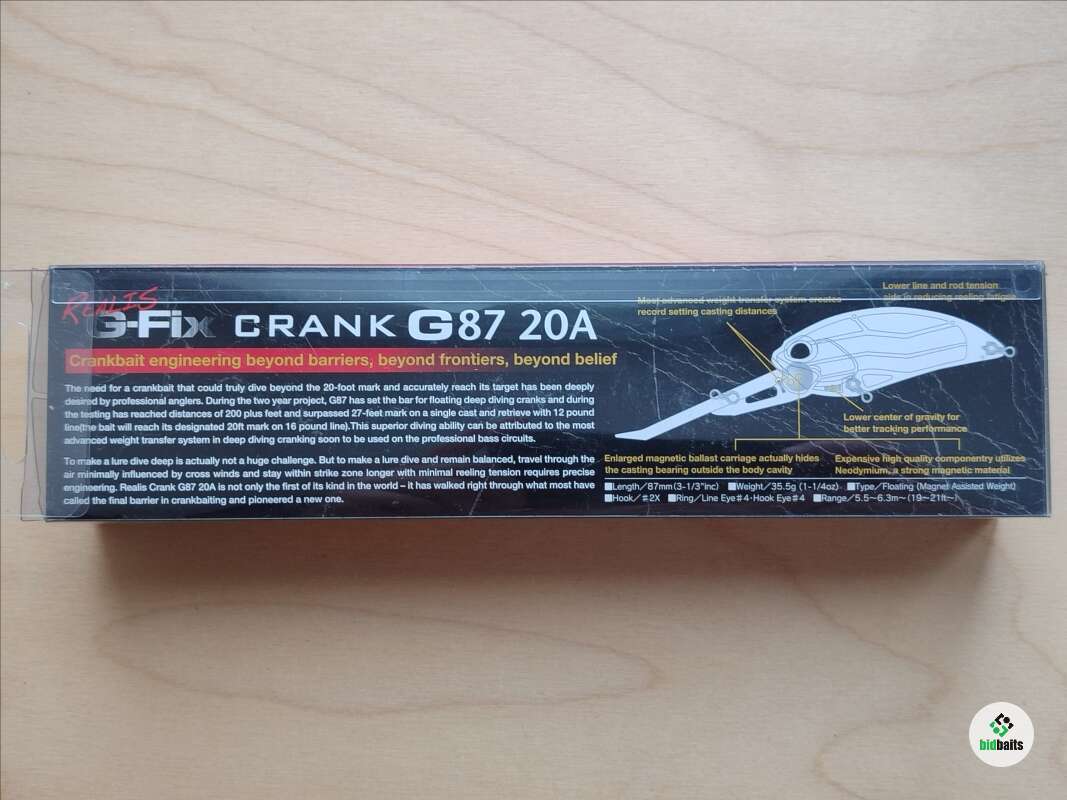 REALIS
G-Fix CRANK G87 20A
Crankbait engineering beyond barriers, beyond frontiers, beyond belief
The need for a crankbait that could truly dive beyond the 20-foot mark and accurately reach its target has been deeply
desired by professional anglers. During the two year project, G87 has set the bar for floating deep diving cranks and during
the testing has reached distances of 200 plus feet and surpassed 27-feet mark on a single cast and retrieve with 12 pound
line(the bait will reach its designated 20ft mark on 16 pound line).This superior diving ability can be attributed to the most
advanced weight transfer system in deep diving cranking soon to be used on the professional bass circuits.
To make a lure dive deep is actually not a huge challenge. But to make a lure dive and remain balanced, travel through the
air minimally influenced by cross winds and stay within strike zone longer with minimal reeling tension requires precise
engineering. Realis Crank G87 20A is not only the first of its kind in the world – it has walked right through what most have
called the final barrier in crankbaiting and pioneered a new one.
Most advanced weight transfer system creates
record setting casting distances
Lower line and rod tension
aids in reducing reeling fatigue
Lower center of gravity for
better tracking performance
Enlarged magnetic ballast carriage actually hides
the casting bearing outside the body cavity
Expensive high quality componentry utilizes
Neodymium, a strong magnetic material
■Length／87mm(3-1/3"inc) ■Weight／35.5g (1-1/4oz) ■Type／Floating (Magnet Assisted Weight)
■Hook／＃2X ■Ring／Line Eye#4·Hook Eye#4 ■Range／5.5〜6.3m〜(19〜21ft〜)
bidbaits